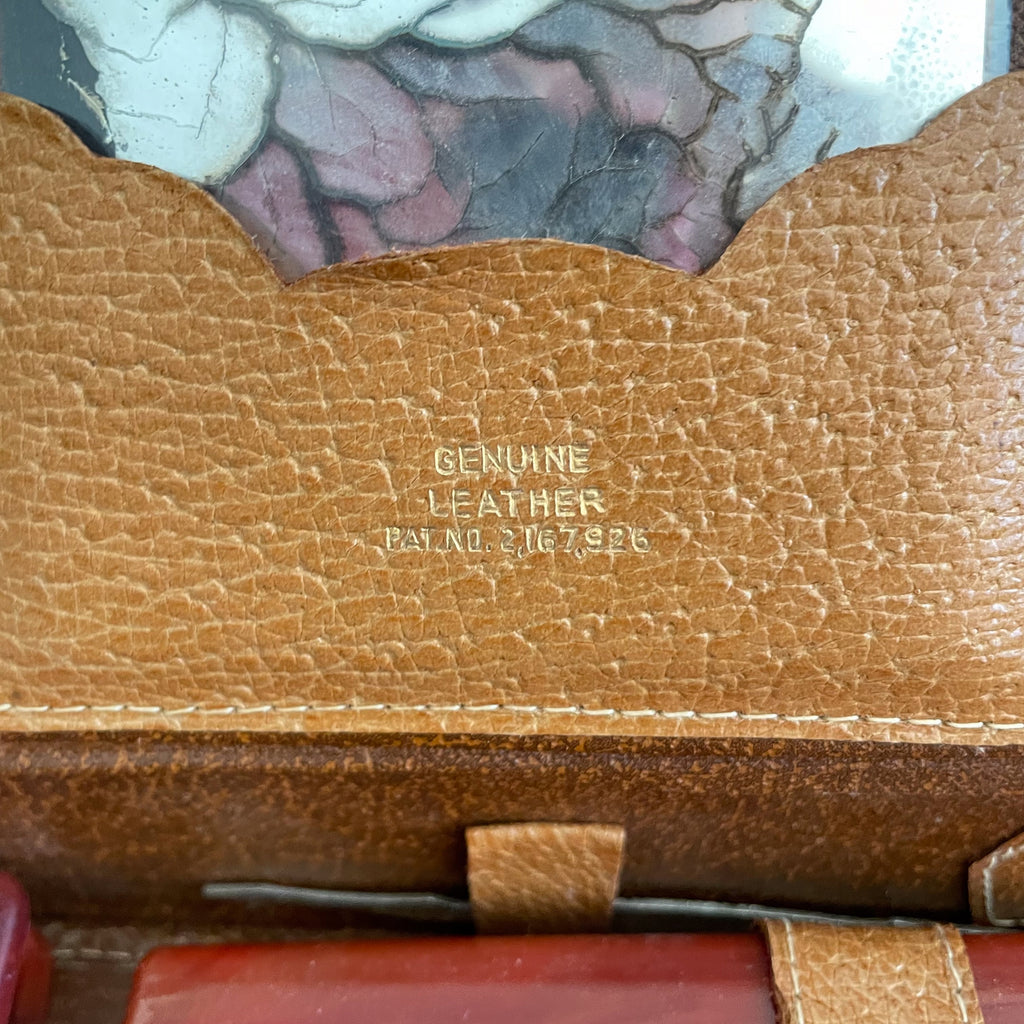 GENUINE
LEATHER
PAT. NO. 2,167,926